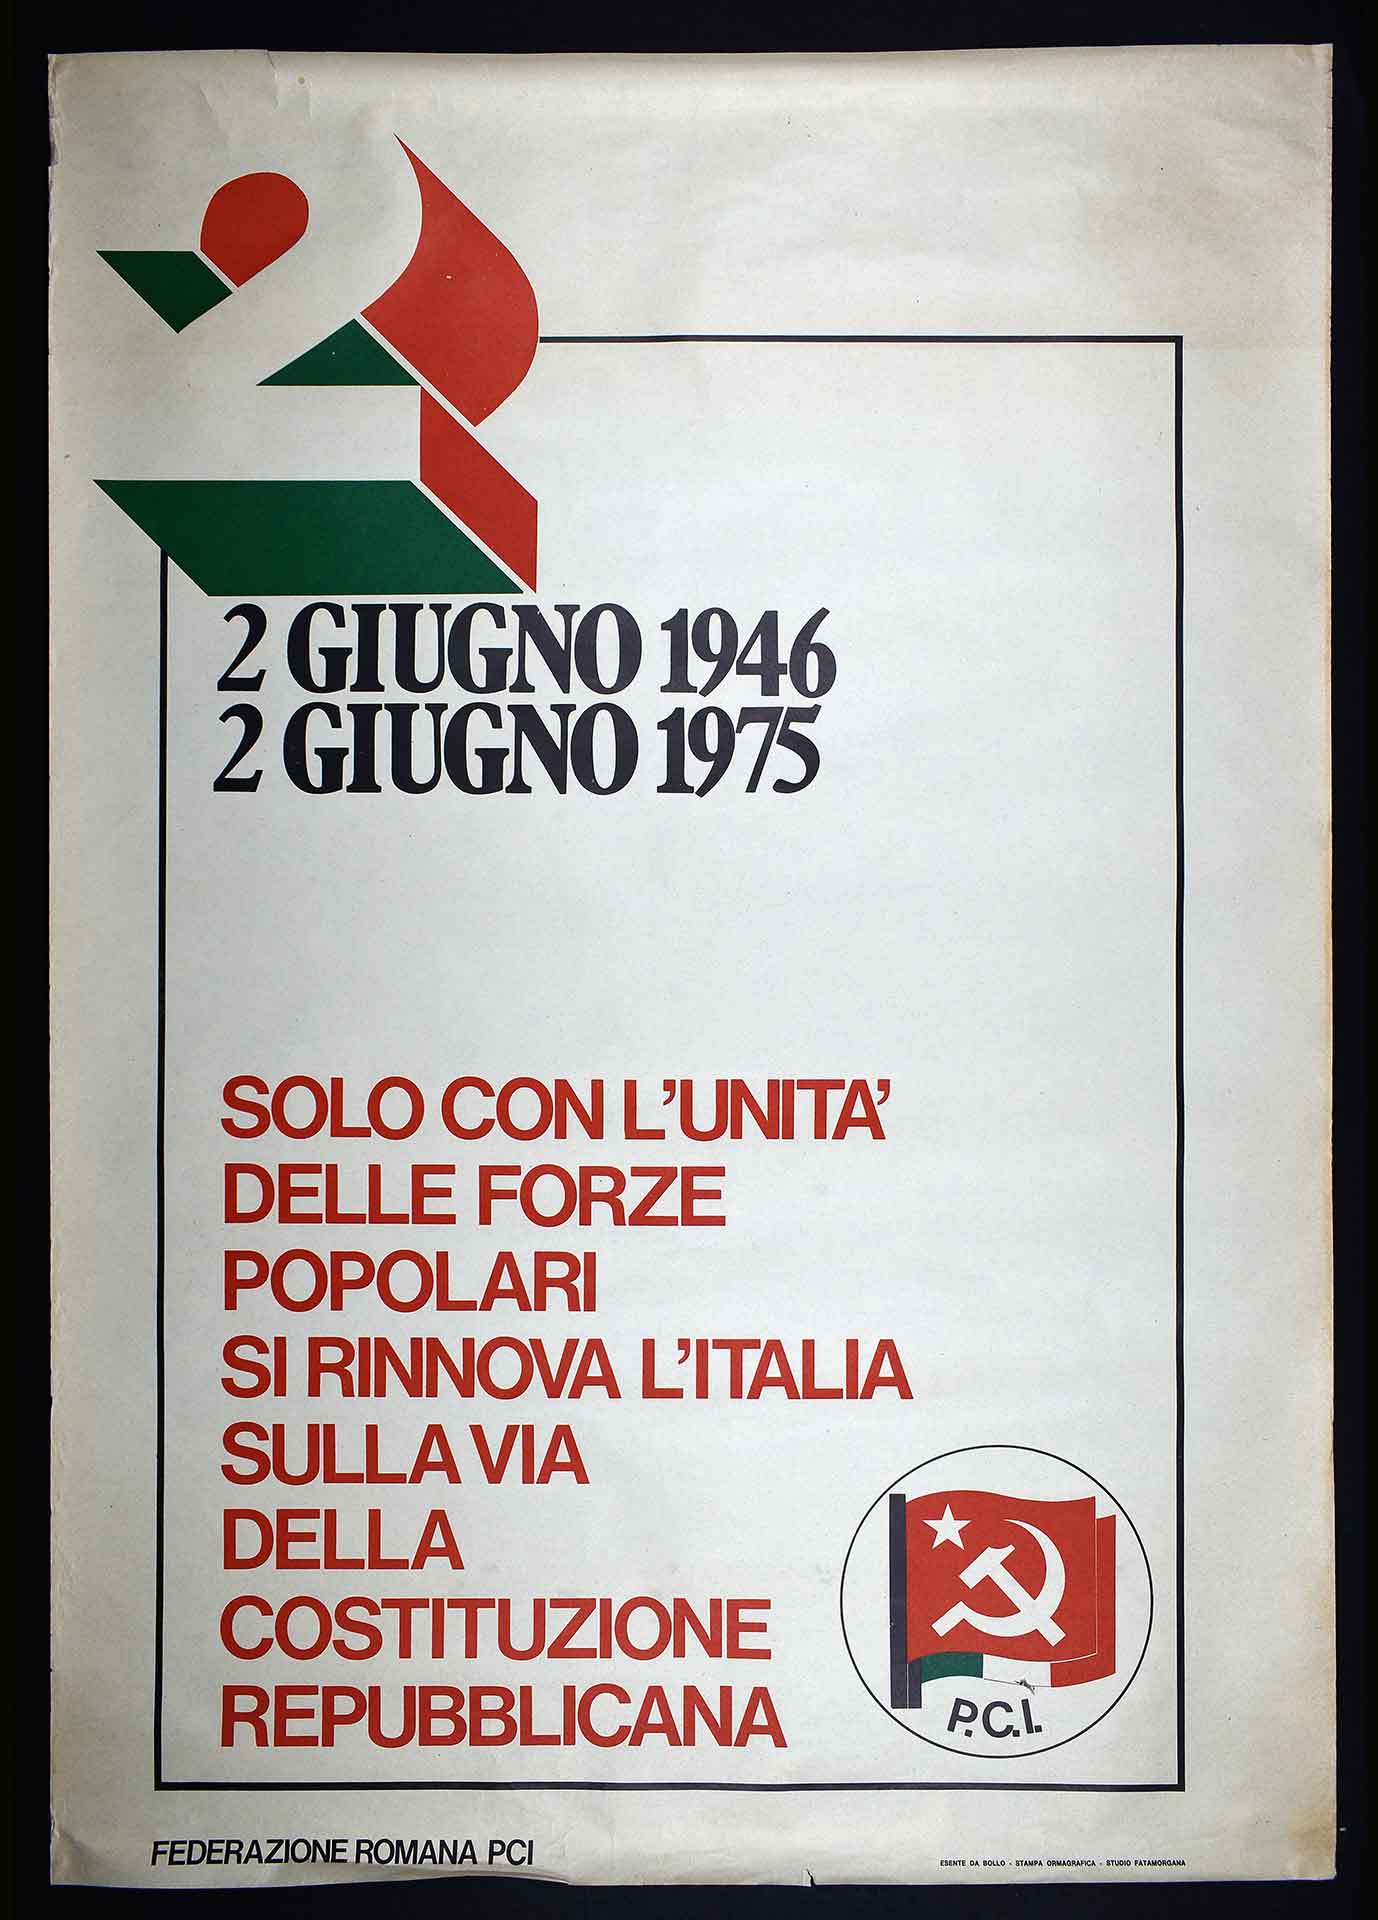 2
2 GIUGNO 1946
2 GIUGNO 1975
SOLO CON L'UNITA'
DELLE FORZE
POPOLARI
SI RINNOVA L'ITALIA
SULLA VIA
DELLA
COSTITUZIONE
REPUBBLICANA
P.C.I.
FEDERAZIONE ROMANA PCI
ESENTE DA BOLLO - STAMPA ORMAGRAFICA - STUDIO FATAMORGANA